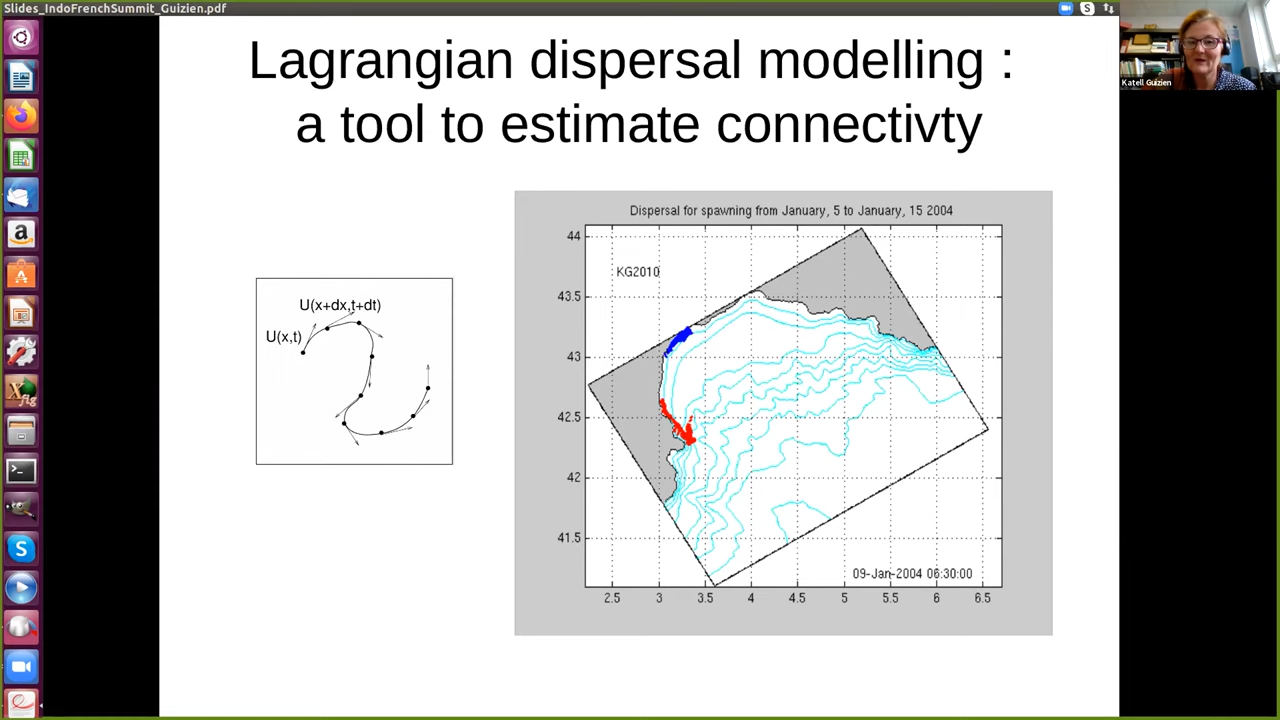 Slides_IndoFrenchSummit_Guizien.pdf
Katell Guizien
Lagrangian dispersal modelling :
a tool to estimate connectivty
U(x+dx,t+dt)
U(x,t)
Dispersal for spawning from January, 5 to January, 15 2004
KG2010
44
43.5
43
42.5
42
41.5
09-Jan-2004 06:30:00
2.5 3 3.5 4 4.5 5 5.5 6 6.5